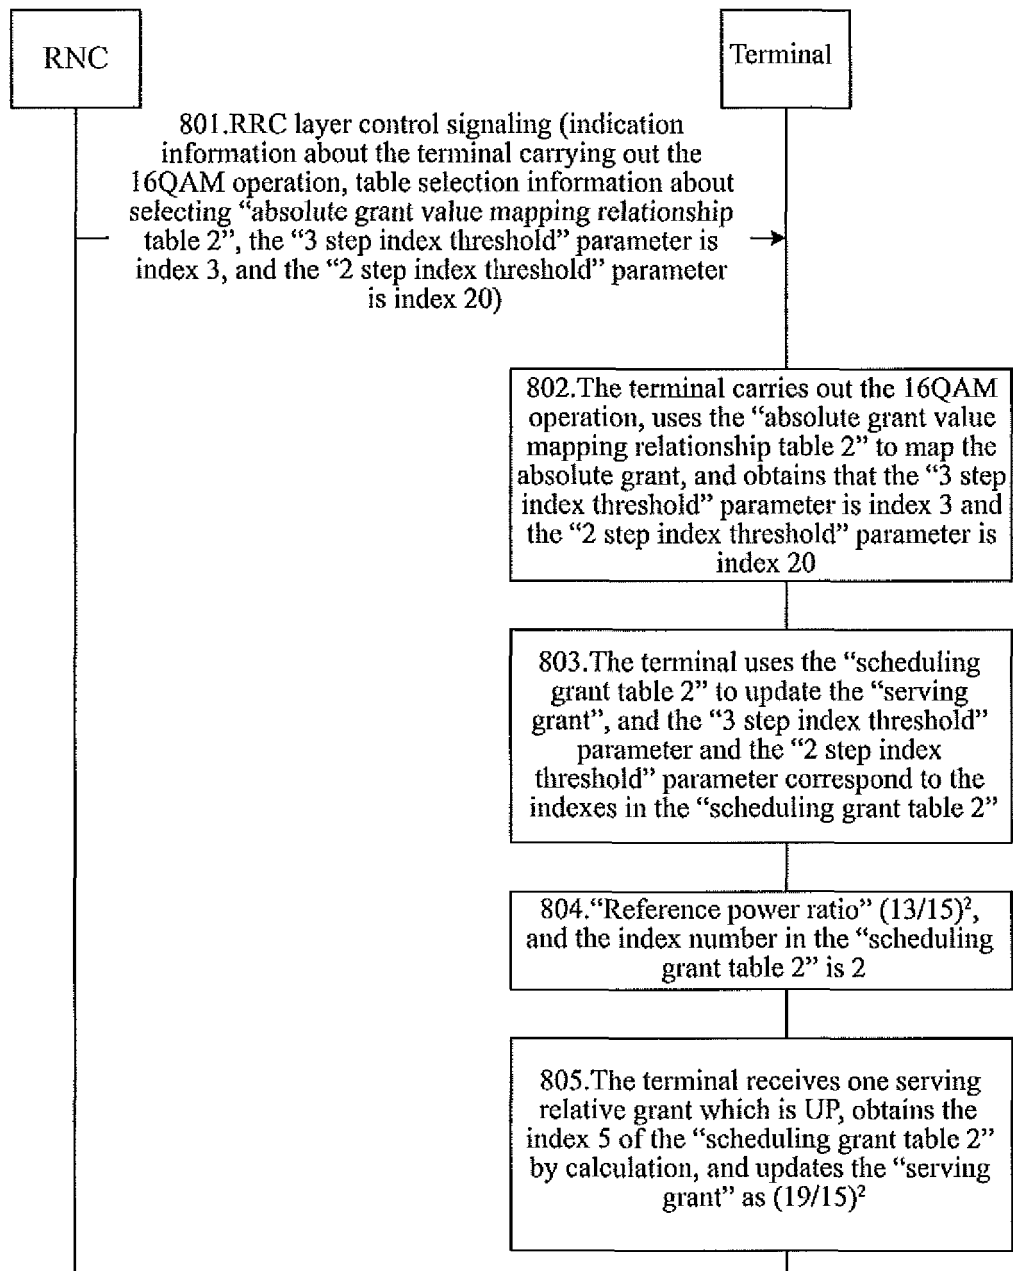 RNC
Terminal
801.RRC layer control signaling (indication
information about the terminal carrying out the
16QAM operation, table selection information about
selecting “absolute grant value mapping relationship
table 2”, the “3 step index threshold” parameter is
index 3, and the “2 step index threshold” parameter
is index 20)
802.The terminal carries out the 16QAM
operation, uses the “absolute grant value
mapping relationship table 2” to map the
absolute grant, and obtains that the “3 step
index threshold” parameter is index 3 and
the “2 step index threshold” parameter is
index 20
803.The terminal uses the “scheduling
grant table 2” to update the “serving
grant”, and the “3 step index threshold”
parameter and the “2 step index
threshold” parameter correspond to the
indexes in the “scheduling grant table 2”
804.“Reference power ratio” (13/15)²,
and the index number in the “scheduling
grant table 2” is 2
805.The terminal receives one serving
relative grant which is UP, obtains the
index 5 of the “scheduling grant table 2”
by calculation, and updates the “serving
grant” as (19/15)²